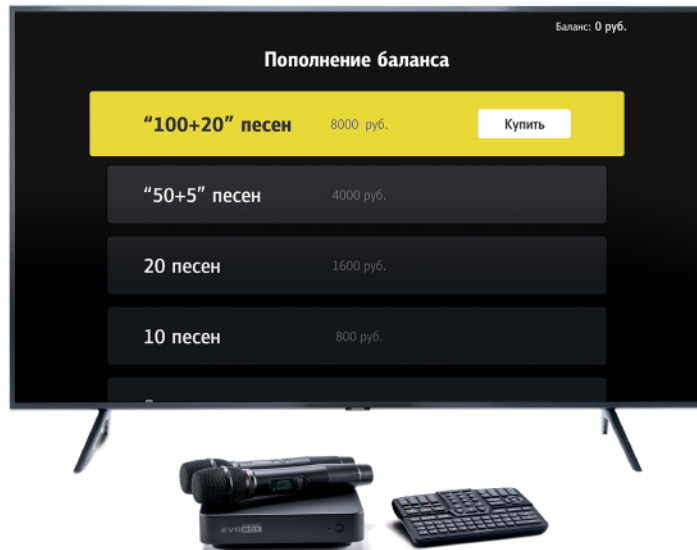 Баланс: 0 руб.
Пополнение баланса
“100+20” песен 8000 руб. Купить
“50+5” песен 4000 руб.
20 песен 1600 руб.
10 песен 800 руб.
EVOBOX